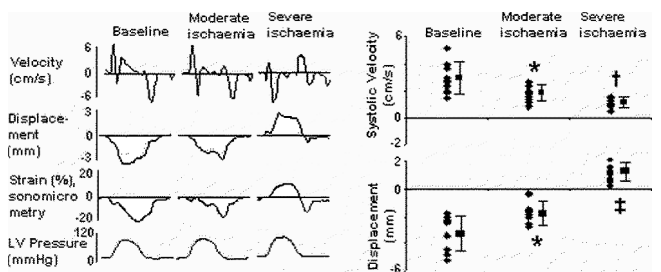 Baseline Moderate ischaemia Severe ischaemia
Velocity (cm/s)
6
0
6
Displace-
ment
(mm)
3
0
-3
Strain (%),
sonomicro
metry
20
0
-20
LV Pressure
(mmHg)
120
0
Baseline Moderate ischaemia Severe ischaemia
Systolic Velocity
(cm/s)
6
-2
* †
Displacement
(mm)
2
0
-6
* ‡